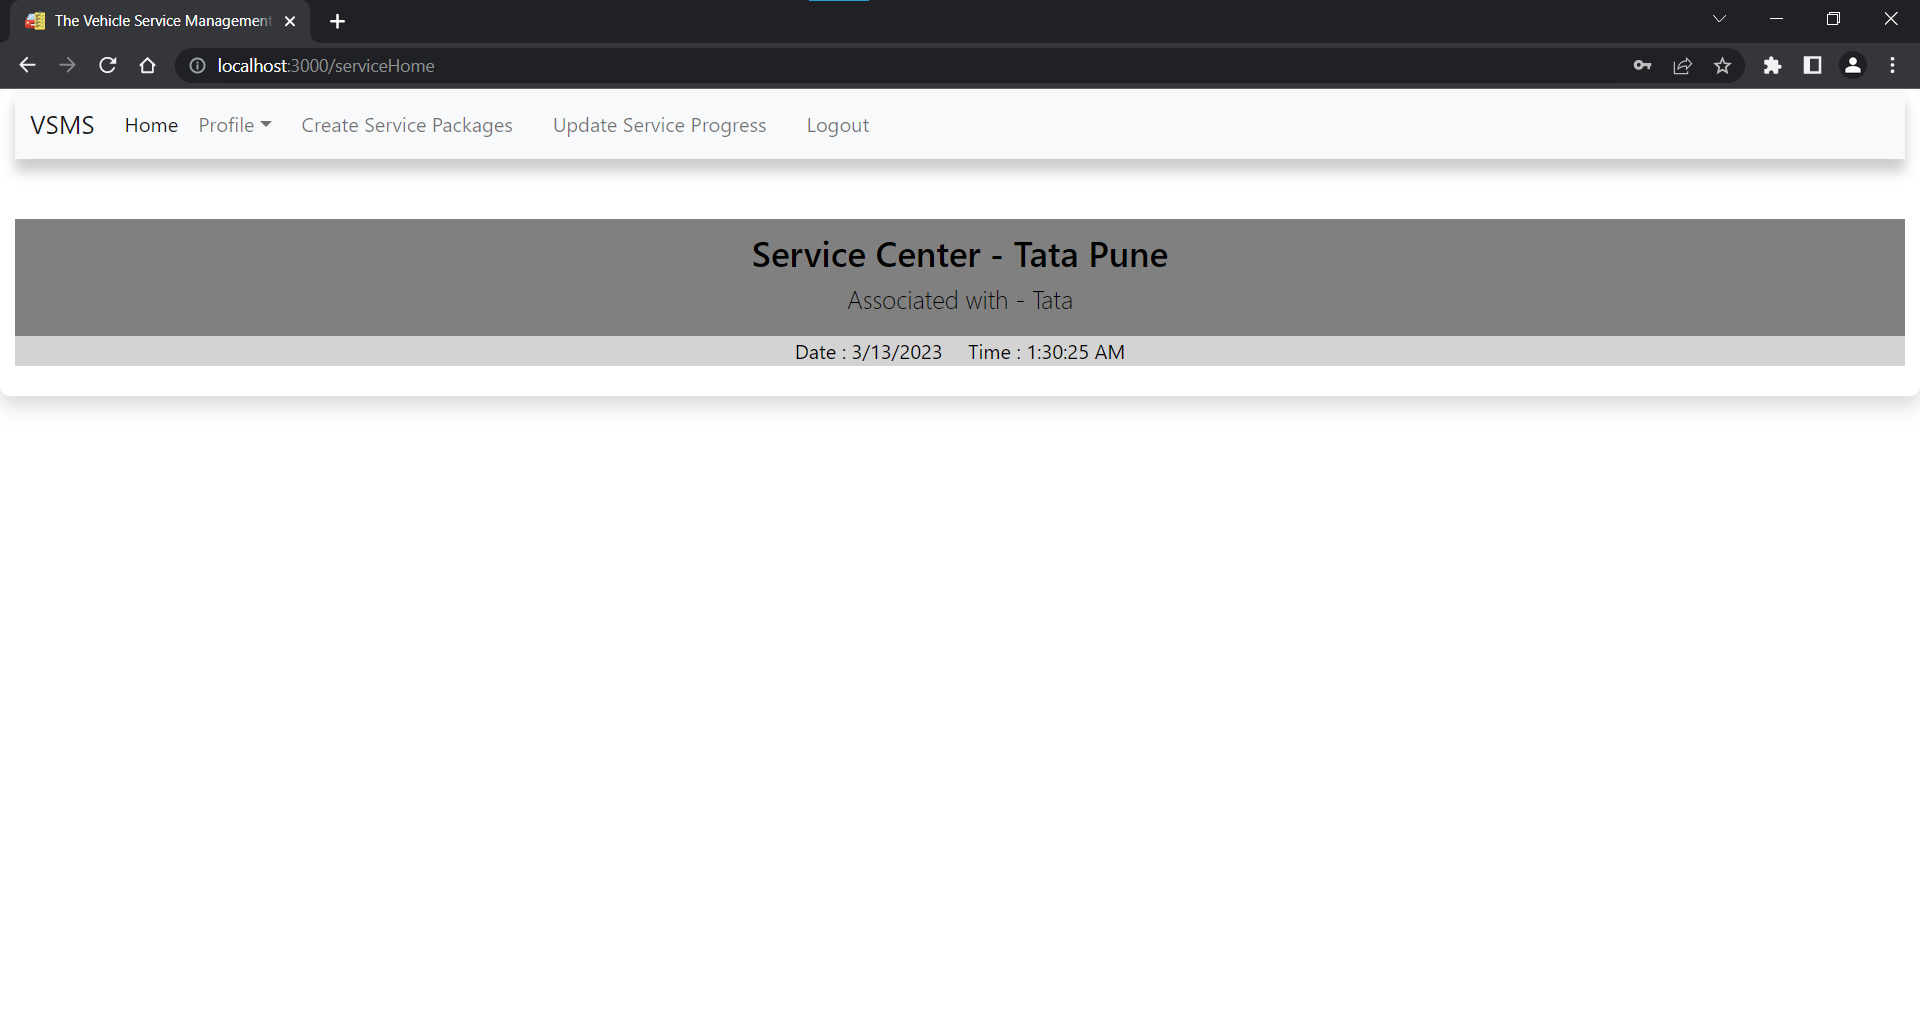 The Vehicle Service Management
localhost:3000/serviceHome
VSMS Home Profile Create Service Packages Update Service Progress Logout
Service Center - Tata Pune
Associated with - Tata
Date : 3/13/2023 Time : 1:30:25 AM